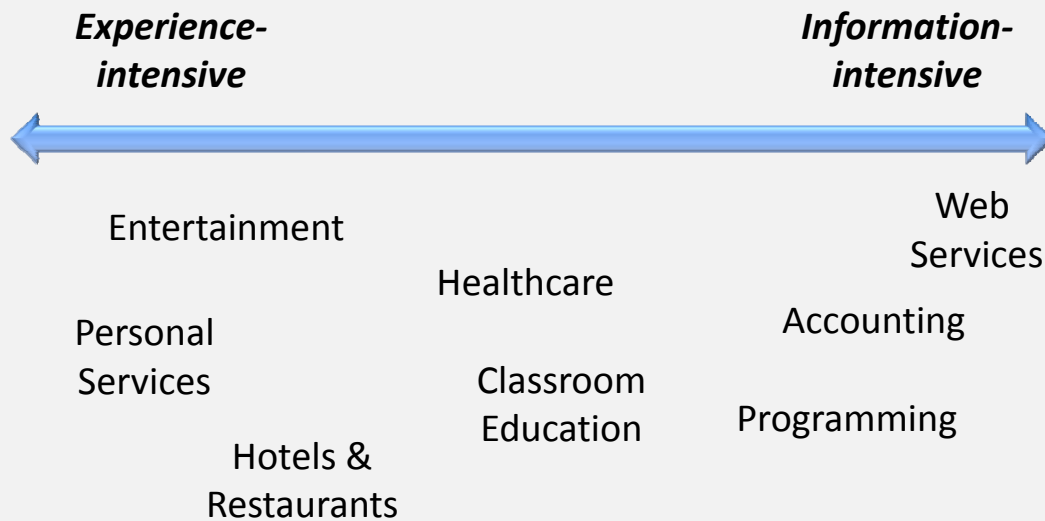 Experience-
intensive
Information-
intensive
Entertainment
Web
Services
Healthcare
Personal
Services
Accounting
Classroom
Education
Programming
Hotels &
Restaurants